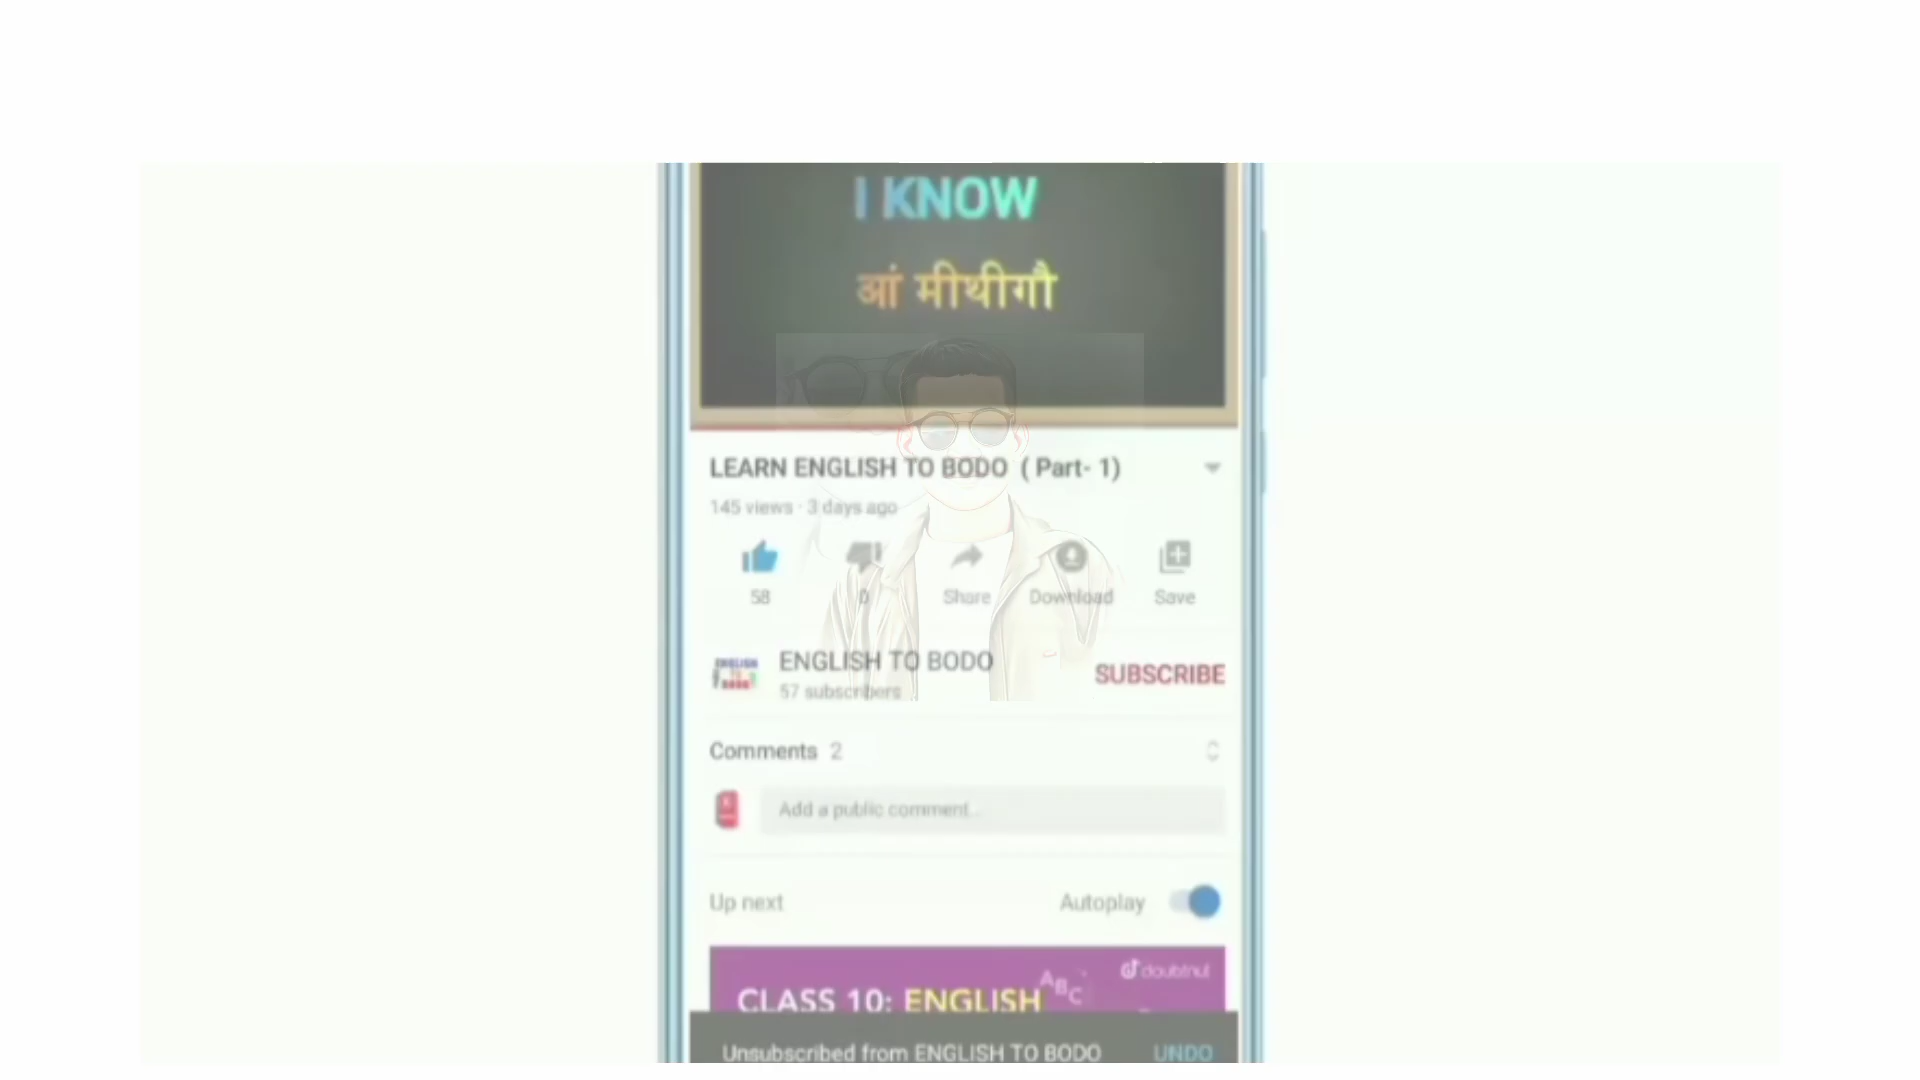 I KNOW
आं मीथीगौ
LEARN ENGLISH TO BODO ( Part- 1)
145 views · 3 days ago
58
0
Share
Download
Save
ENGLISH TO BODO
57 subscribers
SUBSCRIBE
Comments 2
Add a public comment...
Up next
Autoplay
CLASS 10: ENGLISH
ABC
doubtnut
Unsubscribed from ENGLISH TO BODO
UNDO